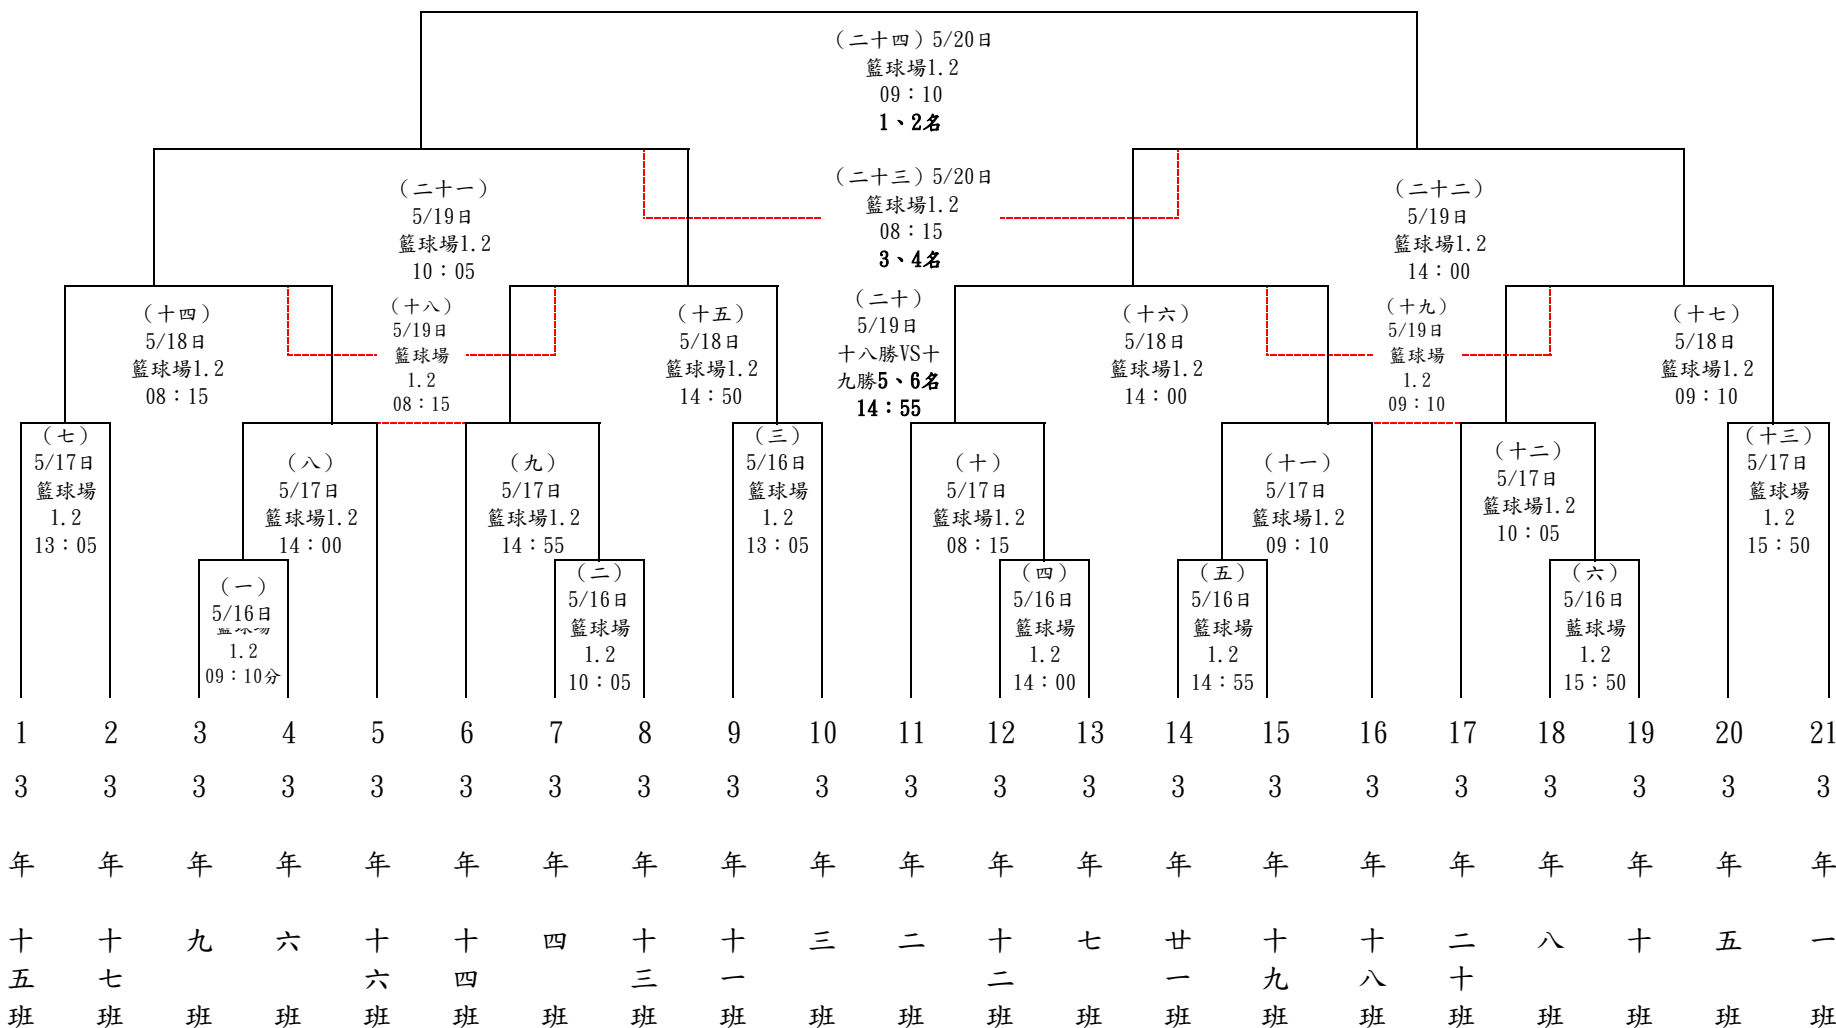 （二十四）5/20日
籃球場1.2
09：10
1、2名
（二十三）5/20日
籃球場1.2
08：15
3、4名
（二十一）
5/19日
籃球場1.2
10：05
（二十二）
5/19日
籃球場1.2
14：00
（十四）
5/18日
籃球場1.2
08：15
（十八）
5/19日
籃球場
1.2
08：15
（十五）
5/18日
籃球場1.2
14：50
（二十）
5/19日
十八勝VS十
九勝5、6名
14：55
（十六）
5/18日
籃球場1.2
14：00
（十九）
5/19日
籃球場
1.2
09：10
（十七）
5/18日
籃球場1.2
09：10
（七）
5/17日
籃球場
1.2
13：05
（八）
5/17日
籃球場1.2
14：00
（九）
5/17日
籃球場1.2
14：55
（三）
5/16日
籃球場
1.2
13：05
（十）
5/17日
籃球場1.2
08：15
（十一）
5/17日
籃球場1.2
09：10
（十二）
5/17日
籃球場1.2
10：05
（十三）
5/17日
籃球場
1.2
15：50
（一）
5/16日
籃球場
1.2
09：10分
（二）
5/16日
籃球場
1.2
10：05
（四）
5/16日
籃球場
1.2
14：00
（五）
5/16日
籃球場
1.2
14：55
（六）
5/16日
籃球場
1.2
15：50
1 2 3 4 5 6 7 8 9 10 11 12 13 14 15 16 17 18 19 20 21
3年十五班
3年十七班
3年九班
3年六班
3年十六班
3年十四班
3年四班
3年十三班
3年十一班
3年三班
3年二班
3年十二班
3年七班
3年廿一班
3年十九班
3年十八班
3年二十班
3年八班
3年十班
3年五班
3年一班